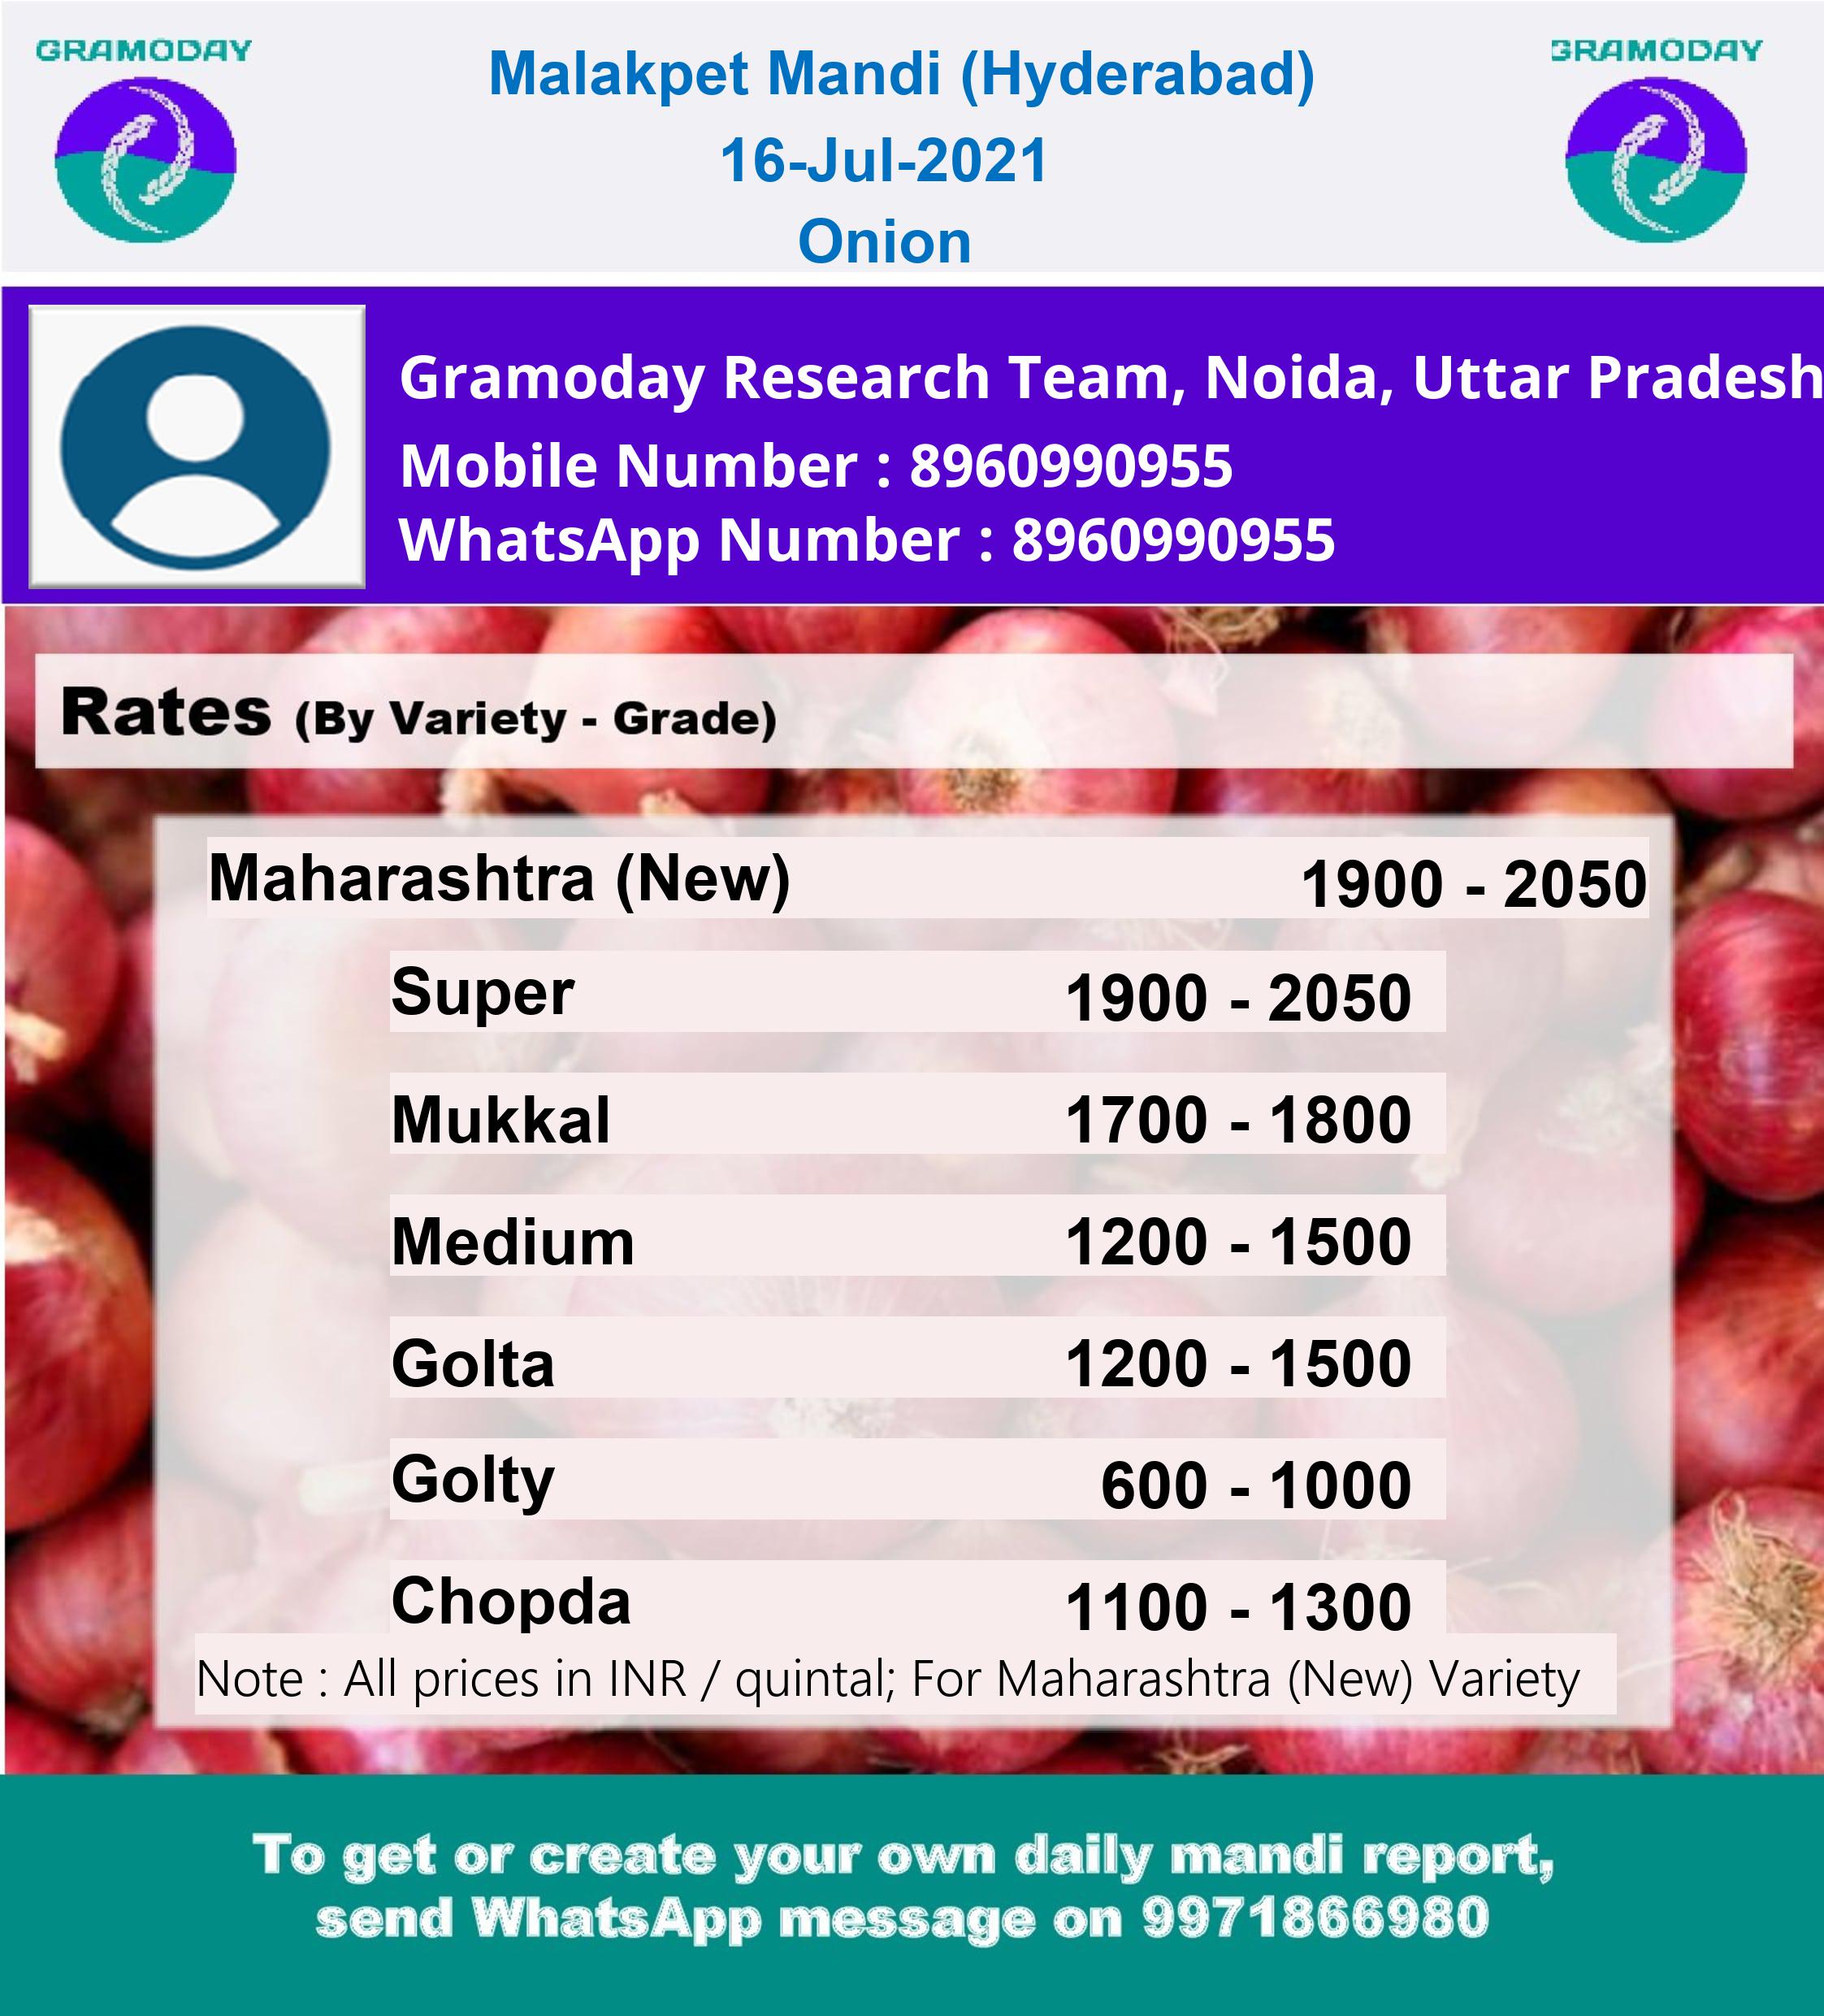 GRAMODAY
GRAMODAY
Malakpet Mandi (Hyderabad)
16-Jul-2021
Onion
Gramoday Research Team, Noida, Uttar Pradesh
Mobile Number : 8960990955
WhatsApp Number : 8960990955
Rates (By Variety - Grade)
Maharashtra (New) 1900 - 2050
Super 1900 - 2050
Mukkal 1700 - 1800
Medium 1200 - 1500
Golta 1200 - 1500
Golty 600 - 1000
Chopda 1100 - 1300
Note : All prices in INR / quintal; For Maharashtra (New) Variety
To get or create your own daily mandi report,
send WhatsApp message on 9971866980